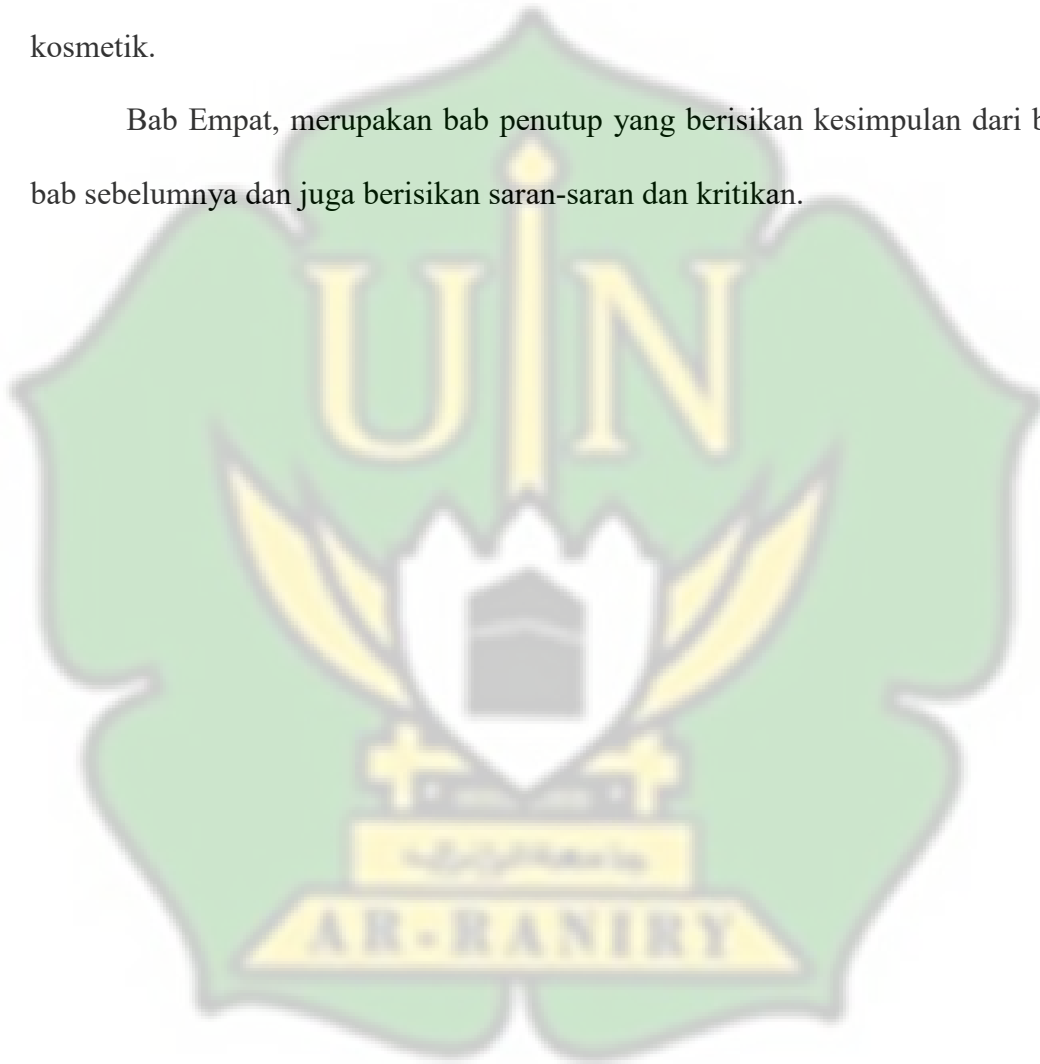 kosmetik.
Bab Empat, merupakan bab penutup yang berisikan kesimpulan dari b
bab sebelumnya dan juga berisikan saran-saran dan kritikan.
UIN
AR-RANIRY